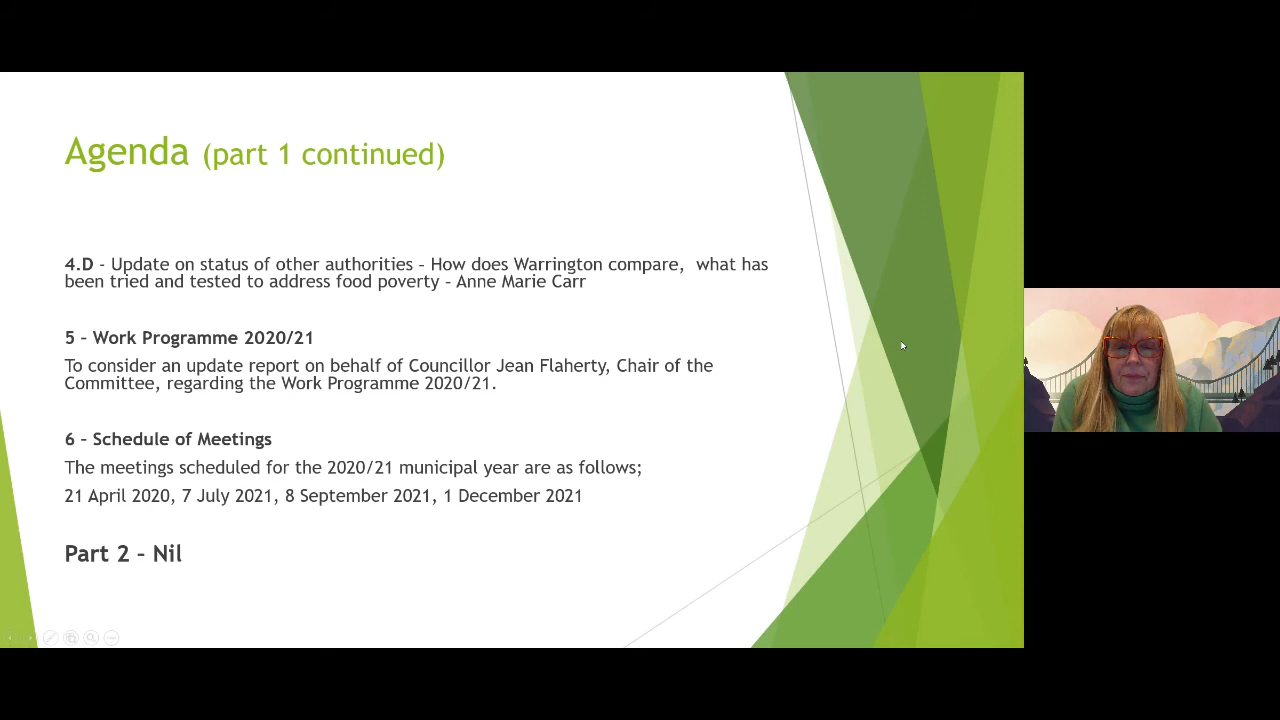 Agenda (part 1 continued)
4.D - Update on status of other authorities – How does Warrington compare, what has
been tried and tested to address food poverty – Anne Marie Carr
5 – Work Programme 2020/21
To consider an update report on behalf of Councillor Jean Flaherty, Chair of the
Committee, regarding the Work Programme 2020/21.
6 – Schedule of Meetings
The meetings scheduled for the 2020/21 municipal year are as follows;
21 April 2020, 7 July 2021, 8 September 2021, 1 December 2021
Part 2 – Nil